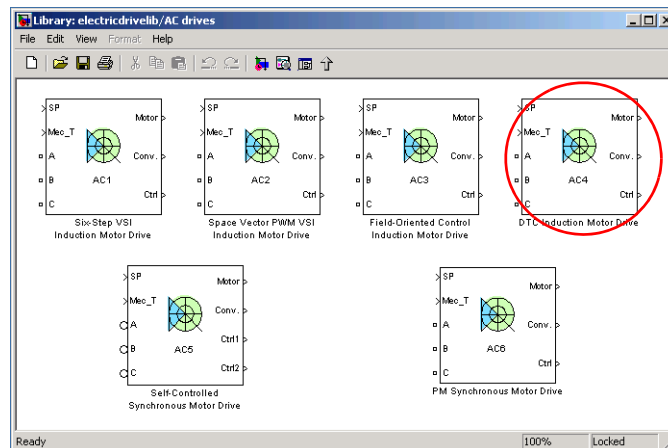 Library: electricdrivelib/AC drives
File Edit View Format Help
SP
Mec_T
A
B
C
Motor
Conv.
Ctrl
AC1
Six-Step VSI
Induction Motor Drive
SP
Mec_T
A
B
C
Motor
Conv.
Ctrl
AC2
Space Vector PWM VSI
Induction Motor Drive
SP
Mec_T
A
B
C
Motor
Conv.
Ctrl
AC3
Field-Oriented Control
Induction Motor Drive
SP
Mec_T
A
B
C
Motor
Conv.
Ctrl
AC4
DTC Induction Motor Drive
SP
Mec_T
A
B
C
Motor
Conv.
Ctrl1
Ctrl2
AC5
Self-Controlled
Synchronous Motor Drive
SP
Mec_T
A
B
C
Motor
Conv.
Ctrl
AC6
PM Synchronous Motor Drive
Ready 100% Locked